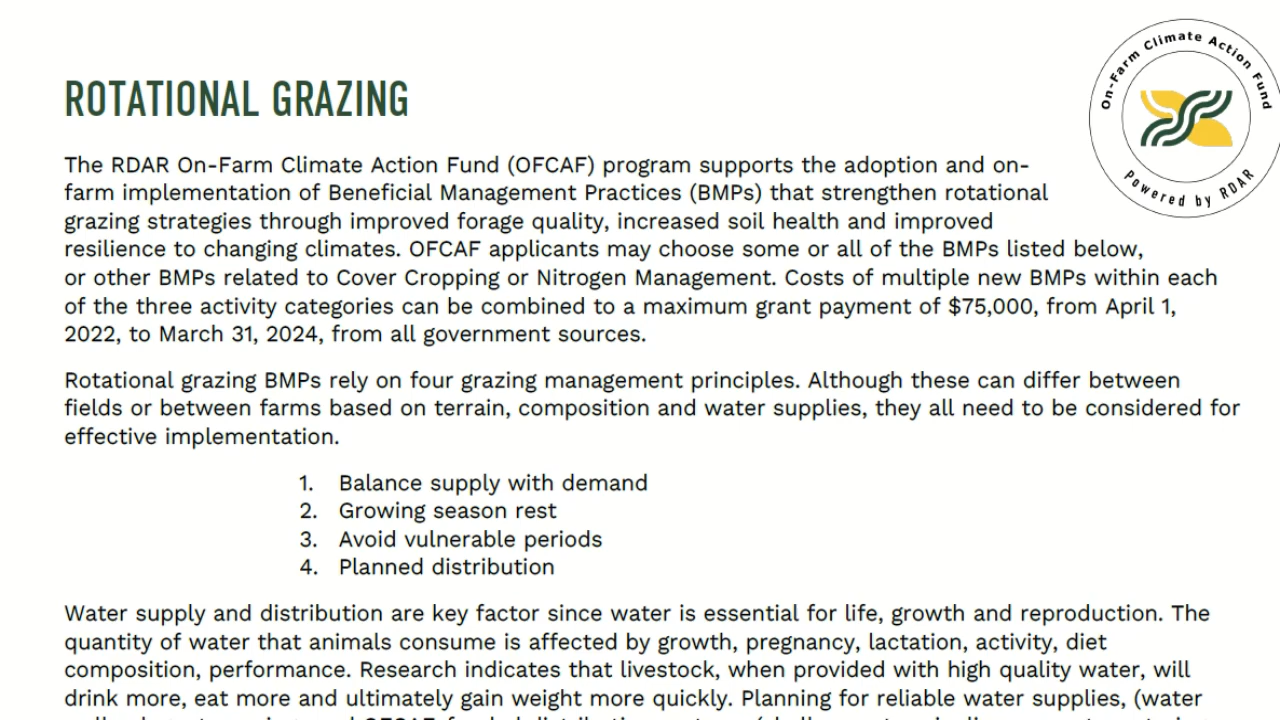 On-Farm Climate Action Fund
Powered by RDAR
ROTATIONAL GRAZING
The RDAR On-Farm Climate Action Fund (OFCAF) program supports the adoption and on-
farm implementation of Beneficial Management Practices (BMPs) that strengthen rotational
grazing strategies through improved forage quality, increased soil health and improved
resilience to changing climates. OFCAF applicants may choose some or all of the BMPs listed below,
or other BMPs related to Cover Cropping or Nitrogen Management. Costs of multiple new BMPs within each
of the three activity categories can be combined to a maximum grant payment of $75,000, from April 1,
2022, to March 31, 2024, from all government sources.
Rotational grazing BMPs rely on four grazing management principles. Although these can differ between
fields or between farms based on terrain, composition and water supplies, they all need to be considered for
effective implementation.
1. Balance supply with demand
2. Growing season rest
3. Avoid vulnerable periods
4. Planned distribution
Water supply and distribution are key factor since water is essential for life, growth and reproduction. The
quantity of water that animals consume is affected by growth, pregnancy, lactation, activity, diet
composition, performance. Research indicates that livestock, when provided with high quality water, will
drink more, eat more and ultimately gain weight more quickly. Planning for reliable water supplies, (water